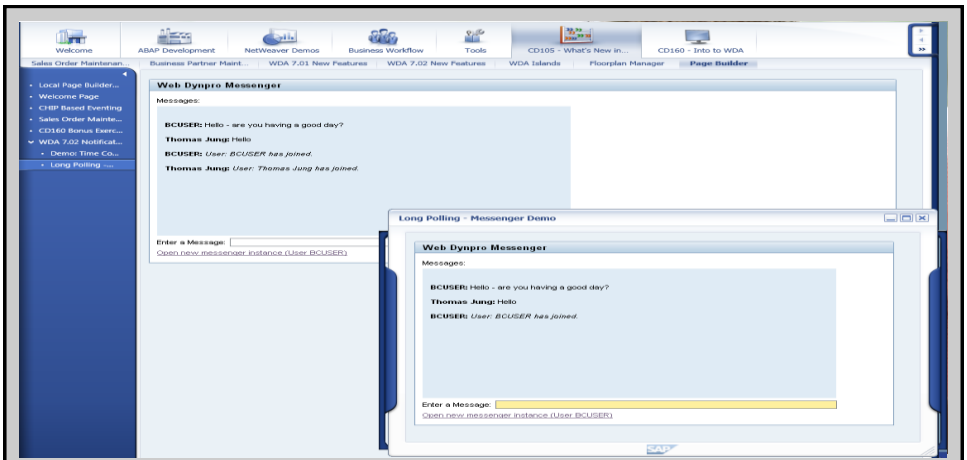 Welcome
ABAP Development
NetWeaver Demos
Business Workflow
Tools
CD105 - What's New in...
CD160 - Into to WDA
Sales Order Maintenan...
Business Partner Maint...
WDA 7.01 New Features
WDA 7.02 New Features
WDA Islands
Floorplan Manager
Page Builder
Local Page Builder...
Welcome Page
CHIP Based Eventing
Sales Order Mainte...
CD160 Bonus Exerc...
WDA 7.02 Notificat...
Demo: Time Co...
Long Polling -...
Web Dynpro Messenger
Messages:
BCUSER: Hello - are you having a good day?
Thomas Jung: Hello
BCUSER: User: BCUSER has joined.
Thomas Jung: User: Thomas Jung has joined.
Enter a Message:
Open new messenger instance (User BCUSER)
Long Polling - Messenger Demo
Web Dynpro Messenger
Messages:
BCUSER: Hello - are you having a good day?
Thomas Jung: Hello
BCUSER: User: BCUSER has joined.
Enter a Message:
Open new messenger instance (User BCUSER)
SAP